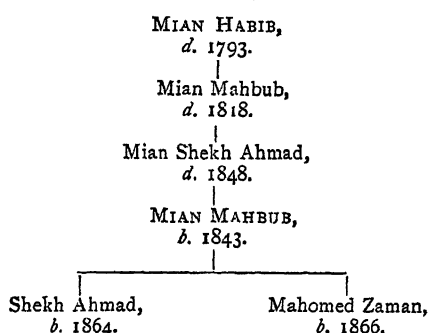 MIAN HABIB,
d. 1793.
Mian Mahbub,
d. 1818.
Mian Shekh Ahmad,
d. 1848.
MIAN MAHBUB,
b. 1843.
Shekh Ahmad,
b. 1864.
Mahomed Zaman,
b. 1866.